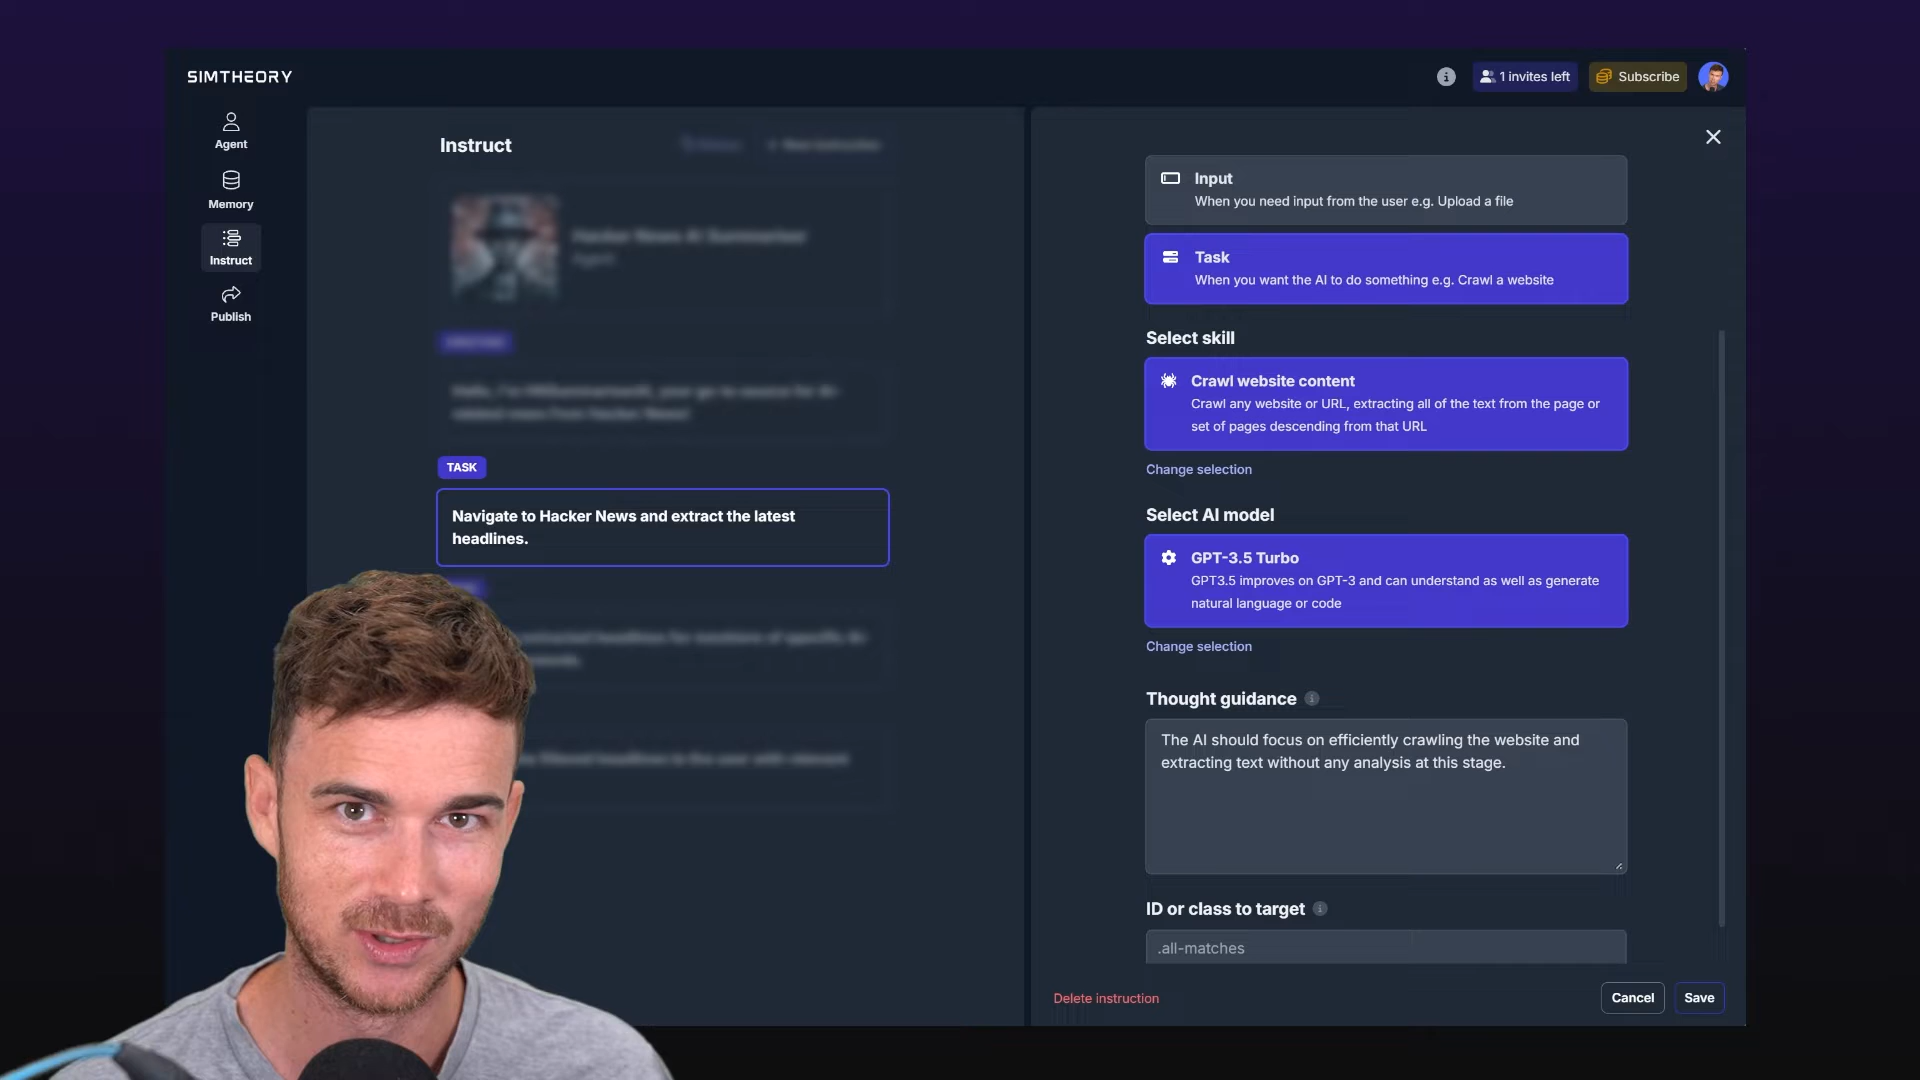 SIMTHEORY
1 invites left
Subscribe
Agent
Memory
Instruct
Publish
Instruct
Hacker News AI Summarizer
Agent
TASK
Navigate to Hacker News and extract the latest
headlines.
Input
When you need input from the user e.g. Upload a file
Task
When you want the AI to do something e.g. Crawl a website
Select skill
Crawl website content
Crawl any website or URL, extracting all of the text from the page or
set of pages descending from that URL
Change selection
Select AI model
GPT-3.5 Turbo
GPT3.5 improves on GPT-3 and can understand as well as generate
natural language or code
Change selection
Thought guidance
The AI should focus on efficiently crawling the website and
extracting text without any analysis at this stage.
ID or class to target
.all-matches
Delete instruction
Cancel
Save